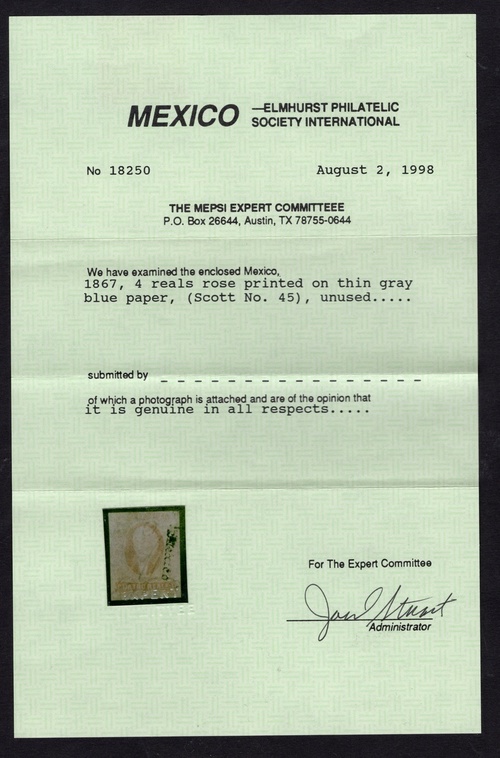 MEXICO —ELMHURST PHILATELIC
SOCIETY INTERNATIONAL
No 18250 August 2, 1998
THE MEPSI EXPERT COMMITTEEE
P.O. Box 26644, Austin, TX 78755-0644
We have examined the enclosed Mexico,
1867, 4 reals rose printed on thin gray
blue paper, (Scott No. 45), unused.....
submitted by _ _ _ _ _ _ _ _ _ _ _ _ _ _ _ _ _
of which a photograph is attached and are of the opinion that
it is genuine in all respects.....
For The Expert Committee
Administrator